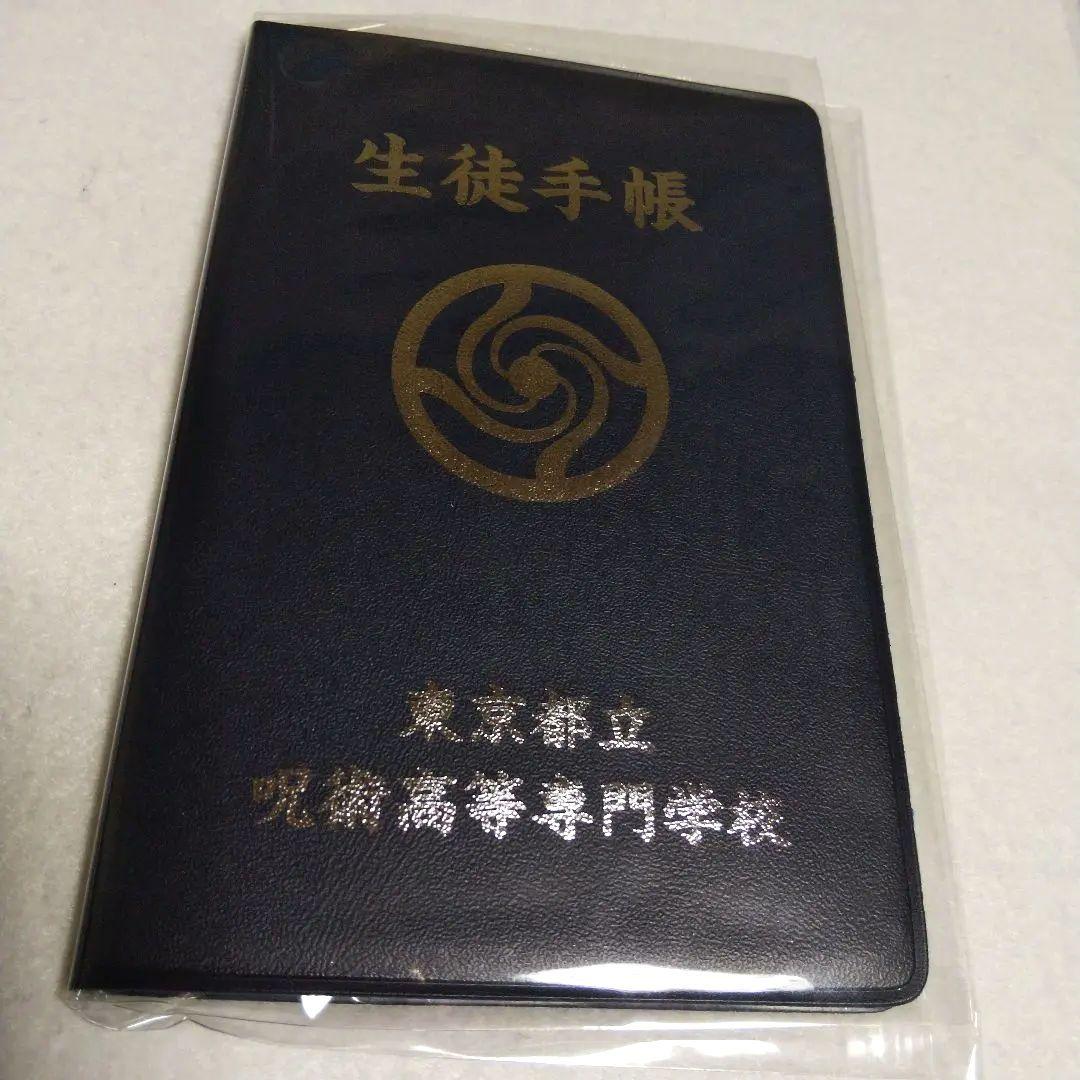 生徒手帳
東京都立
呪術高等専門学校